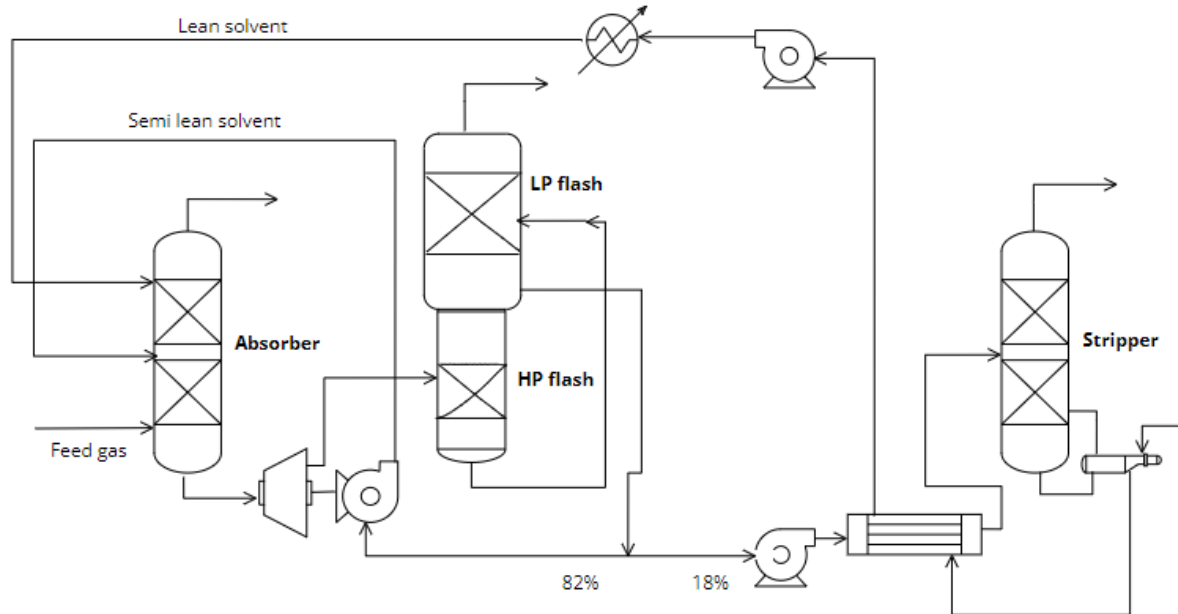 Lean solvent
Semi lean solvent
LP flash
Absorber
Stripper
HP flash
Feed gas
82%
18%